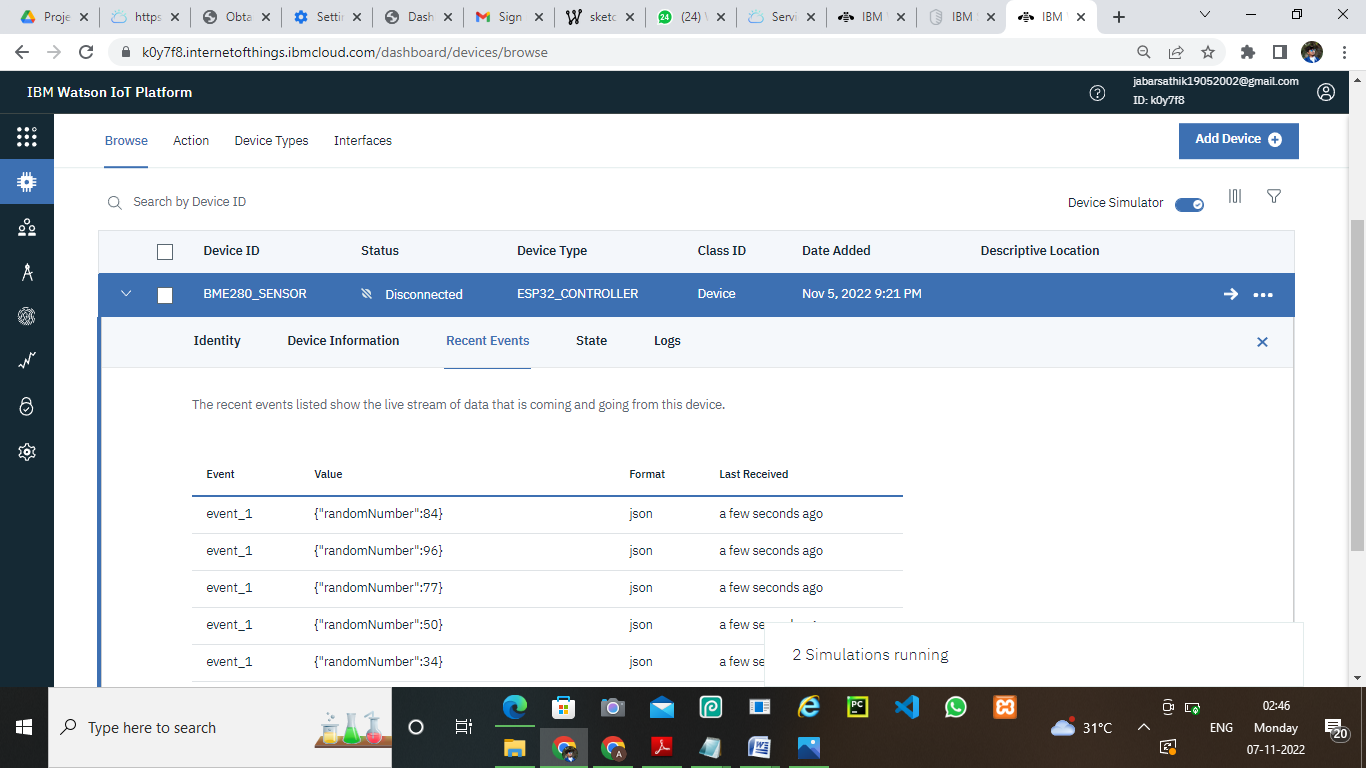 Proje
https
Obta
Settin
Dash
Sign
sketc
24
(24)
Servi
IBM
IBM
IBM
k0y7f8.internetofthings.ibmcloud.com/dashboard/devices/browse
IBM Watson IoT Platform
jabarsathik19052002@gmail.com
ID: k0y7f8
Browse
Action
Device Types
Interfaces
Add Device
Search by Device ID
Device Simulator
Device ID
Status
Device Type
Class ID
Date Added
Descriptive Location
BME280_SENSOR
Disconnected
ESP32_CONTROLLER
Device
Nov 5, 2022 9:21 PM
Identity
Device Information
Recent Events
State
Logs
The recent events listed show the live stream of data that is coming and going from this device.
Event
Value
Format
Last Received
event_1
{"randomNumber":84}
json
a few seconds ago
event_1
{"randomNumber":96}
json
a few seconds ago
event_1
{"randomNumber":77}
json
a few seconds ago
event_1
{"randomNumber":50}
json
a few se
event_1
{"randomNumber":34}
json
a few se
2 Simulations running
Type here to search
PC
W
A
31°C
ENG
02:46
Monday
07-11-2022
20